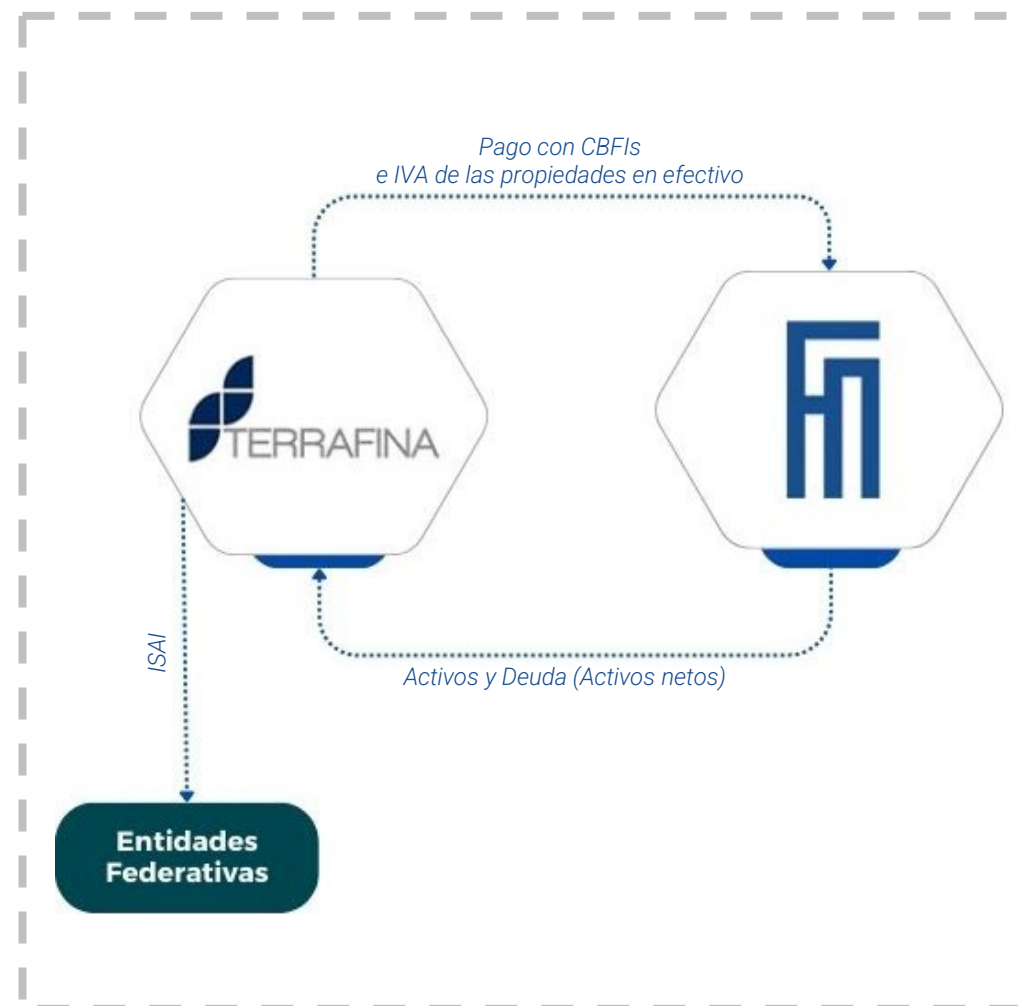 Pago con CBFIs
e IVA de las propiedades en efectivo
TERRAFINA
ISAI
Activos y Deuda (Activos netos)
Entidades
Federativas